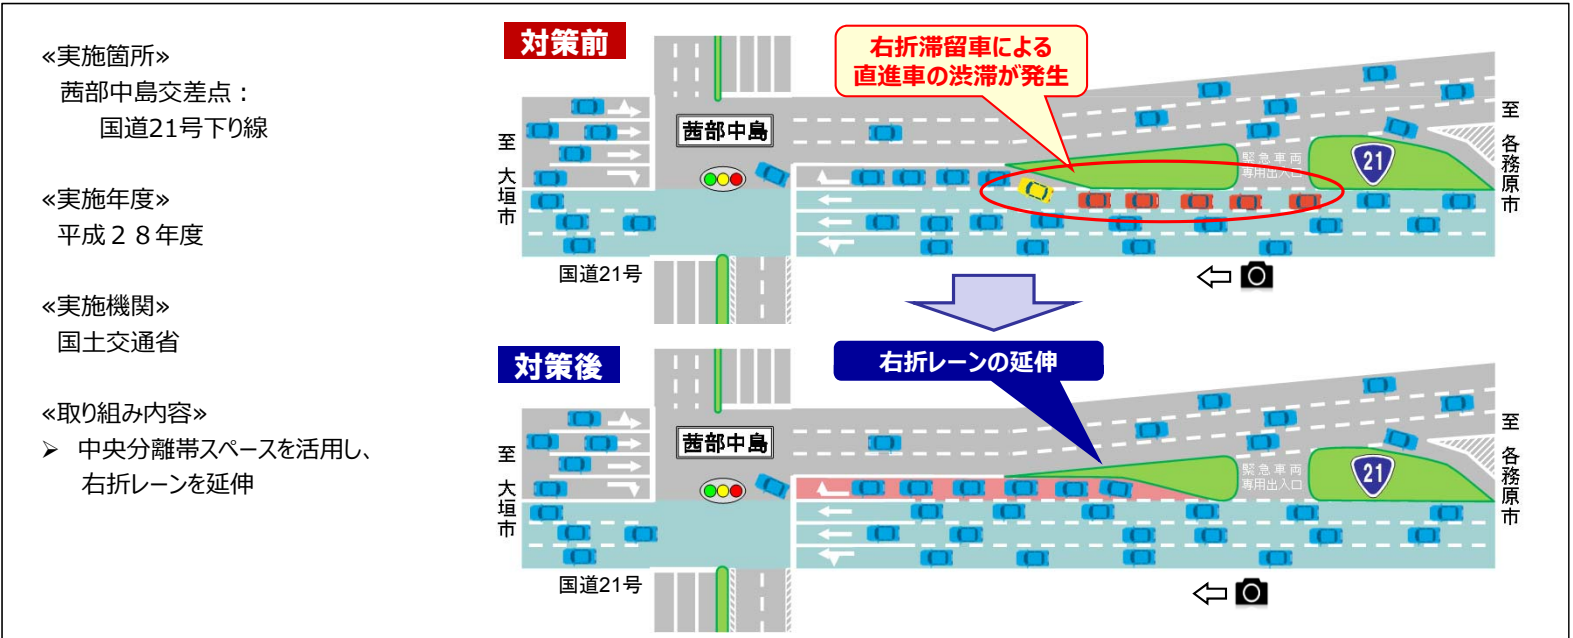 ≪実施箇所≫
茜部中島交差点：
国道21号下り線
≪実施年度≫
平成２８年度
≪実施機関≫
国土交通省
≪取り組み内容≫
➢ 中央分離帯スペースを活用し、
右折レーンを延伸
対策前
右折滞留車による
直進車の渋滞が発生
茜部中島
至 大垣市
至 各務原市
緊急車両
専用出入口
21
国道21号
対策後
右折レーンの延伸
茜部中島
至 大垣市
至 各務原市
緊急車両
専用出入口
21
国道21号